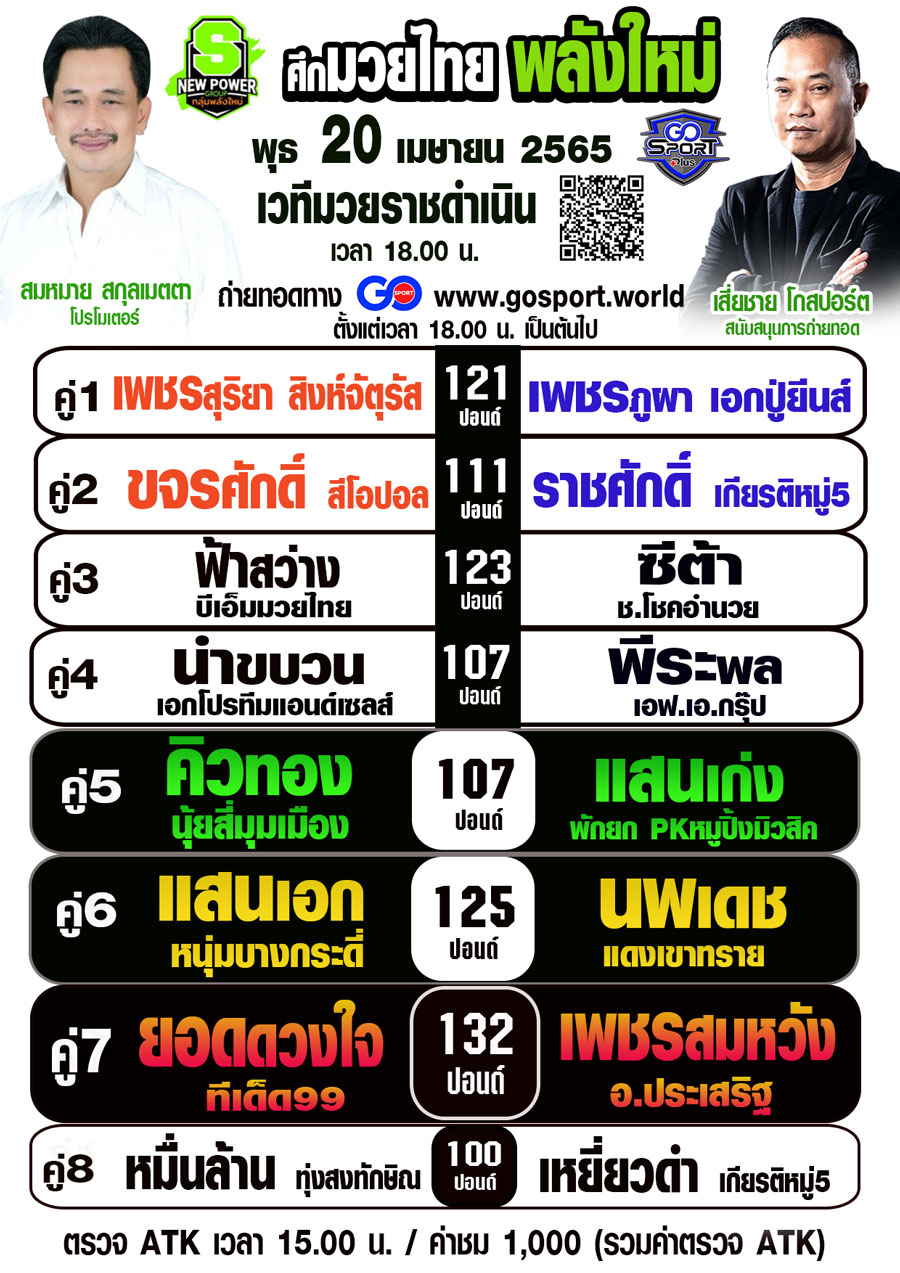 S
NEW POWER
GROUP
กลุ่มพลังใหม่
ศึกมวยไทย พลังใหม่
พุธ 20 เมษายน 2565
GO SPORT Plus
เวทีมวยราชดำเนิน
เวลา 18.00 น.
สมหมาย สกุลเมตตา
โปรโมเตอร์
ถ่ายทอดทาง GO SPORT www.gosport.world
ตั้งแต่เวลา 18.00 น. เป็นต้นไป
เสี่ยชาย โกสปอร์ต
สนับสนุนการถ่ายทอด
คู่1 เพชรสุริยา สิงห์จัตุรัส 121 ปอนด์ เพชรภูผา เอกปู่ยีนส์
คู่2 ขจรศักดิ์ สีโอปอล 111 ปอนด์ ราชศักดิ์ เกียรติหมู่5
คู่3 ฟ้าสว่าง 123 ซีต้า
บีเอ็มมวยไทย ปอนด์ ช.โชคอำนวย
คู่4 นำขบวน 107 พีระพล
เอกโปรทีมแอนด์เซลส์ ปอนด์ เอฟ.เอ.กรุ๊ป
คู่5 คิวทอง 107 แสนเก่ง
นุ้ยสี่มุมเมือง ปอนด์ พักยก PKหมูปิ้งมิวสิค
คู่6 แสนเอก 125 นพเดช
หนุ่มบางกระดี่ ปอนด์ แดงเขาทราย
คู่7 ยอดดวงใจ 132 เพชรสมหวัง
ทีเด็ด99 ปอนด์ อ.ประเสริฐ
คู่8 หมื่นล้าน ทุ่งสงทักษิณ 100 ปอนด์ เหยี่ยวดำ เกียรติหมู่5
ตรวจ ATK เวลา 15.00 น. / ค่าชม 1,000 (รวมค่าตรวจ ATK)